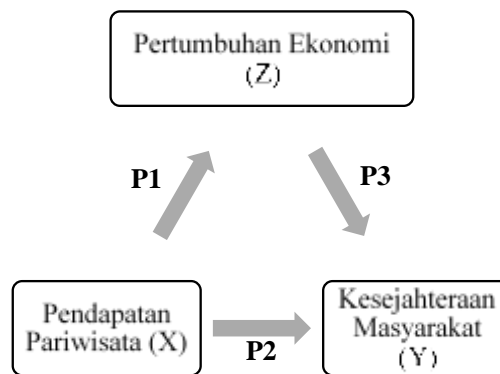 Pertumbuhan Ekonomi
(Z)
P1
P3
Pendapatan
Pariwisata (X)
P2
Kesejahteraan
Masyarakat
(Y)